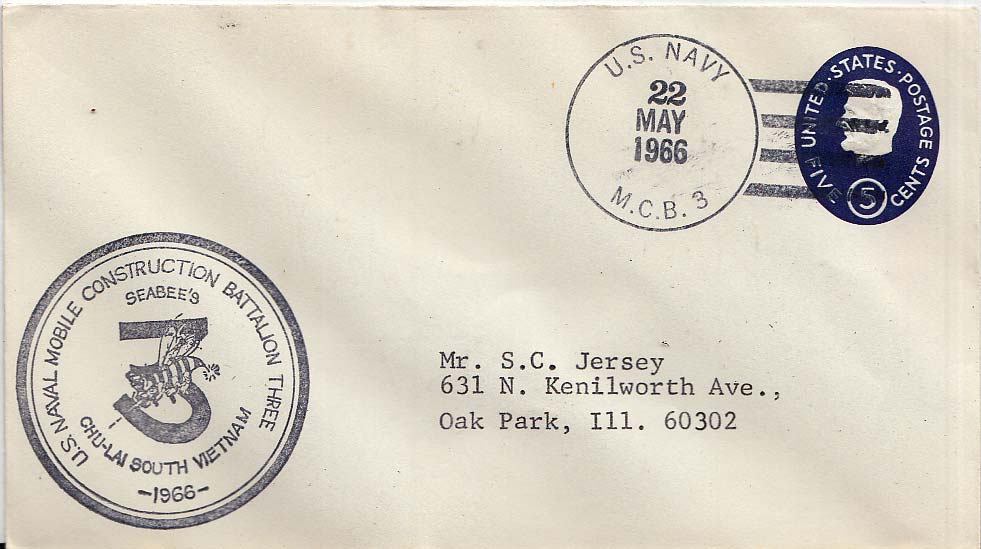 U.S. NAVY
22
MAY
1966
M.C.B. 3
UNITED·STATES·POSTAGE
FIVE 5 CENTS
U.S. NAVAL MOBILE CONSTRUCTION BATTALION THREE
SEABEE'S
3
CHU-LAI SOUTH VIETNAM
-1966-
Mr. S.C. Jersey
631 N. Kenilworth Ave.,
Oak Park, Ill. 60302